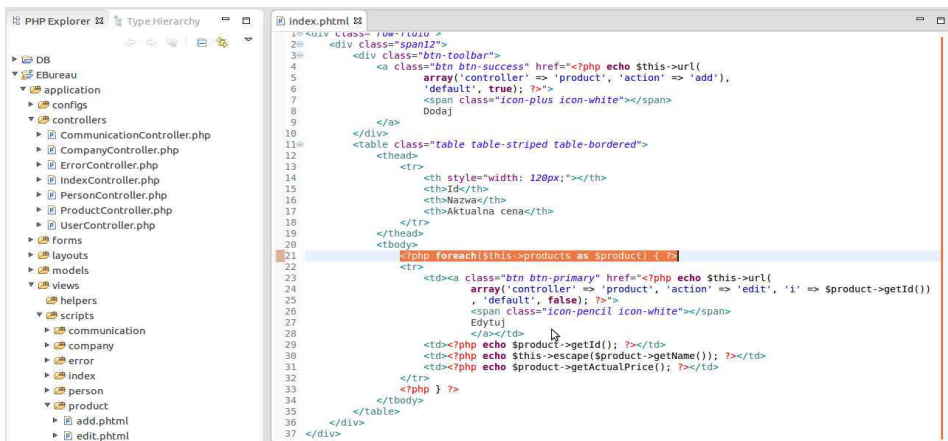 PHP Explorer
Type Hierarchy
DB
EBureau
application
configs
controllers
CommunicationController.php
CompanyController.php
ErrorController.php
IndexController.php
PersonController.php
ProductController.php
UserController.php
forms
layouts
models
views
helpers
scripts
communication
company
error
index
person
product
add.phtml
edit.phtml
index.phtml
1 <div class="row-fluid">
2 <div class="span12">
3 <div class="btn-toolbar">
4 <a class="btn btn-success" href="<?php echo $this->url(
5 array('controller' => 'product', 'action' => 'add'),
6 'default', true); ?>">
7 <span class="icon-plus icon-white"></span>
8 Dodaj
9 </a>
10 </div>
11 <table class="table table-striped table-bordered">
12 <thead>
13 <tr>
14 <th style="width: 120px;"></th>
15 <th>Id</th>
16 <th>Nazwa</th>
17 <th>Aktualna cena</th>
18 </tr>
19 </thead>
20 <tbody>
21 <?php foreach($this->products as $product) { ?>
22 <tr>
23 <td><a class="btn btn-primary" href="<?php echo $this->url(
24 array('controller' => 'product', 'action' => 'edit', 'i' => $product->getId())
25 , 'default', false); ?>">
26 <span class="icon-pencil icon-white"></span>
27 Edytuj
28 </a></td>
29 <td><?php echo $product->getId(); ?></td>
30 <td><?php echo $this->escape($product->getName()); ?></td>
31 <td><?php echo $product->getActualPrice(); ?></td>
32 </tr>
33 <?php } ?>
34 </tbody>
35 </table>
36 </div>
37 </div>